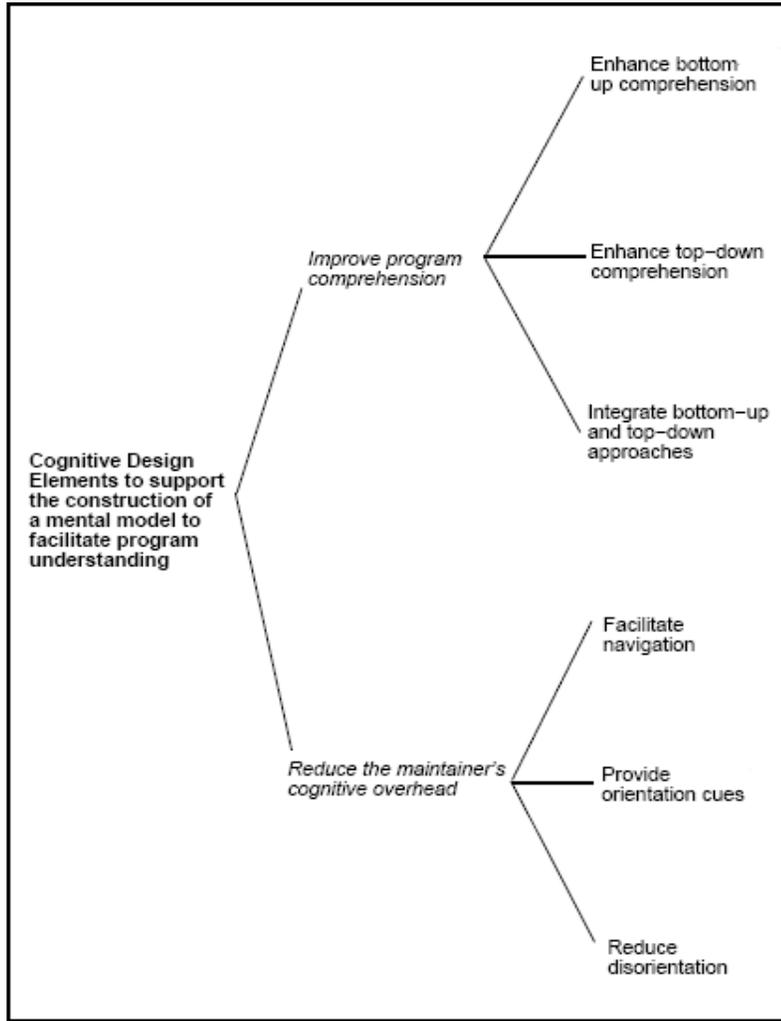 Enhance bottom
up comprehension
Improve program
comprehension
Enhance top-down
comprehension
Integrate bottom-up
and top-down
approaches
Cognitive Design
Elements to support
the construction of
a mental model to
facilitate program
understanding
Facilitate
navigation
Reduce the maintainer's
cognitive overhead
Provide
orientation cues
Reduce
disorientation